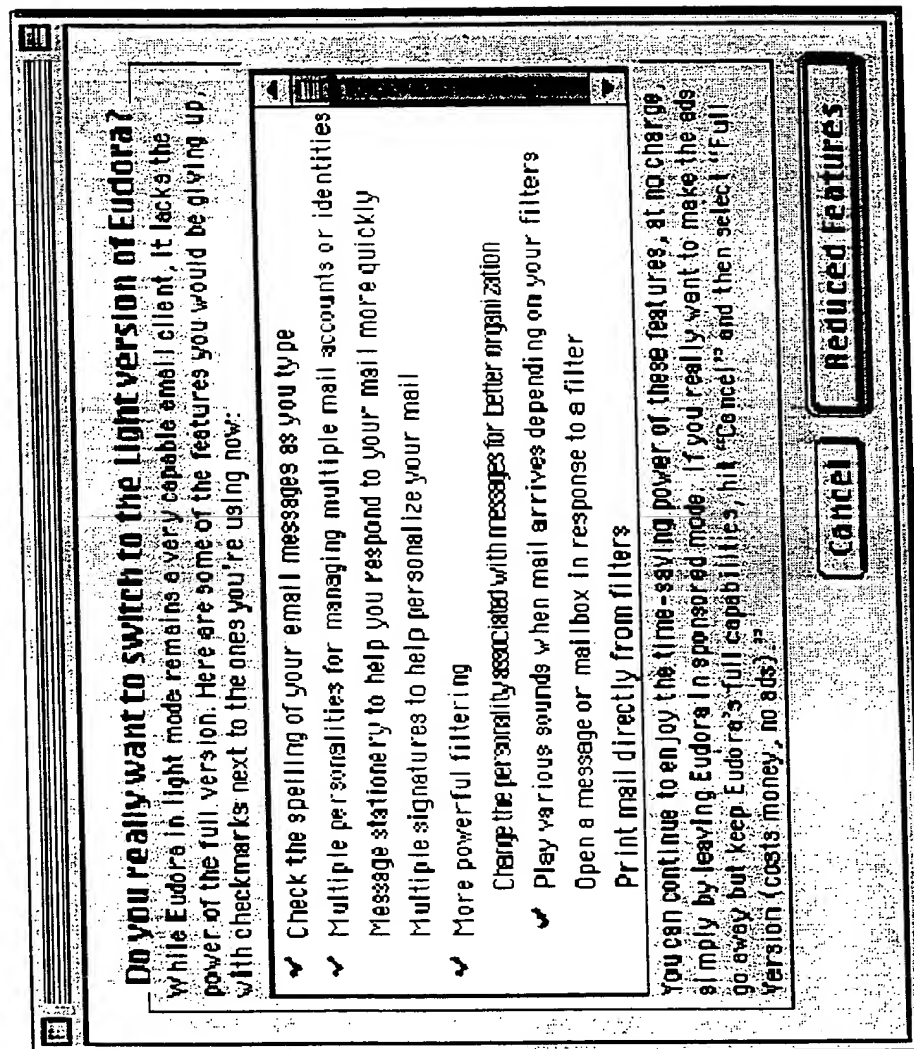 Do you really want to switch to the Light version of Eudora?
While Eudora in light mode remains a very capable email client, it lacks the
power of the full version. Here are some of the features you would be giving up,
with checkmarks next to the ones you're using now:
✓ Check the spelling of your email messages as you type
✓ Multiple personalities for managing multiple mail accounts or identities
Message stationery to help you respond to your mail more quickly
Multiple signatures to help personalize your mail
✓ More powerful filtering
Change the personality associated with messages for better organization
✓ Play various sounds when mail arrives depending on your filters
Open a message or mailbox in response to a filter
Print mail directly from filters
You can continue to enjoy the time-saving power of these features, at no charge,
simply by leaving Eudora in sponsored mode. If you really want to make the ads
go away but keep Eudora's full capabilities, hit “Cancel” and then select “Full
Version (costs money, no ads).”
Cancel
Reduced Features